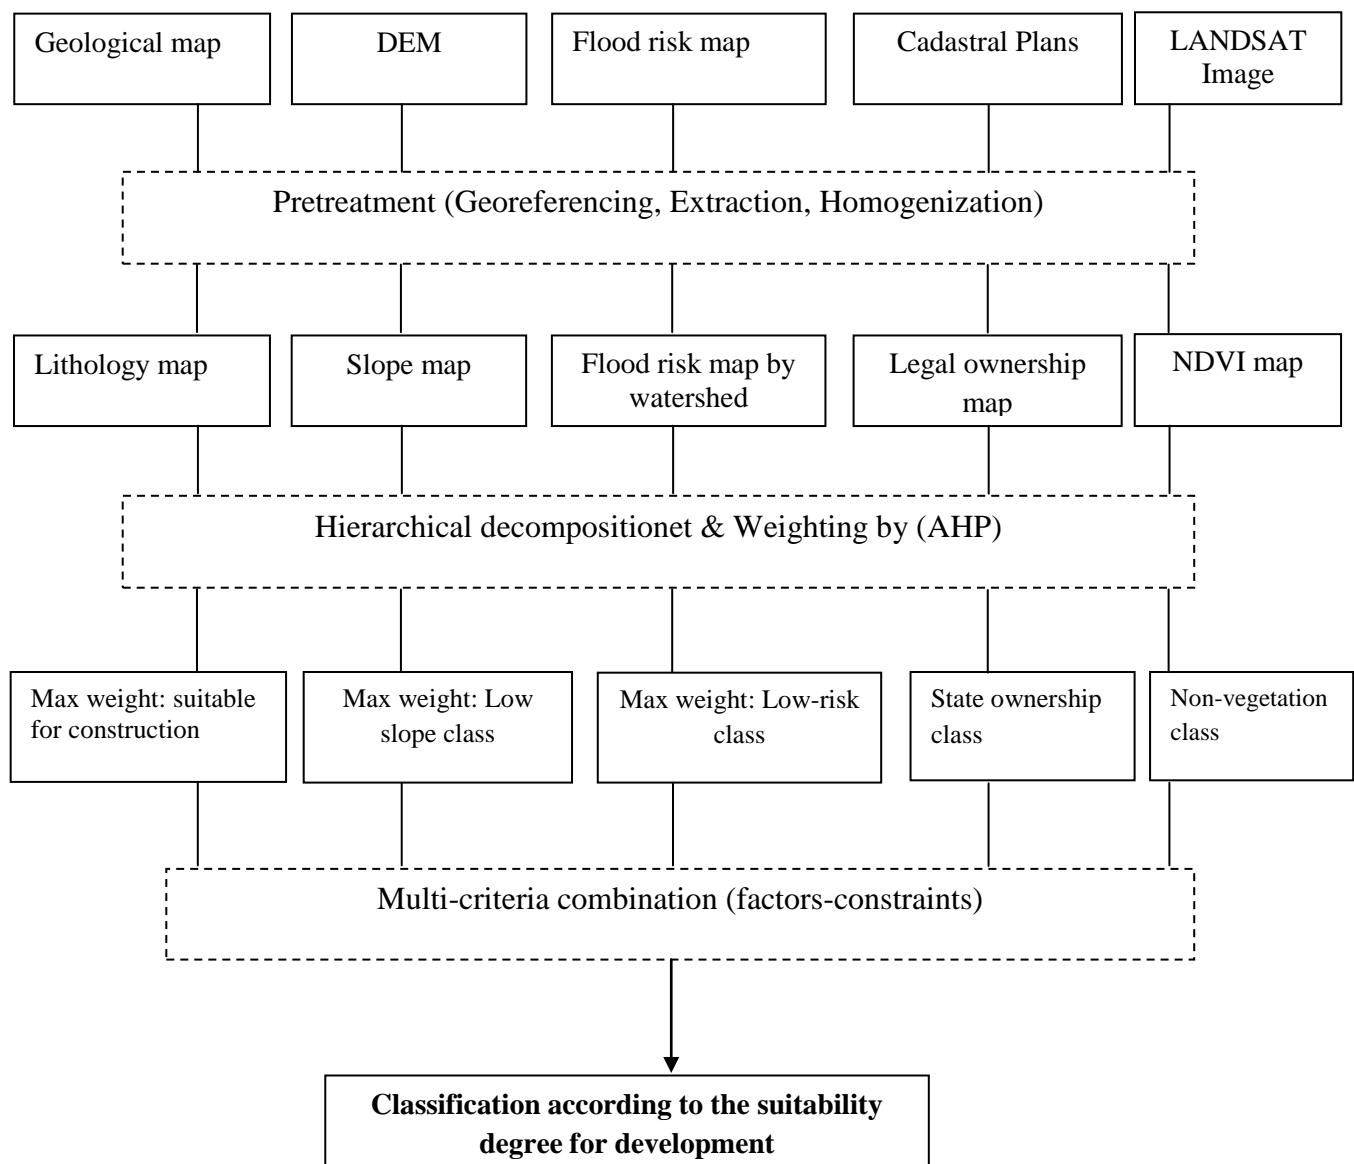 Geological map
DEM
Flood risk map
Cadastral Plans
LANDSAT
Image
Pretreatment (Georeferencing, Extraction, Homogenization)
Lithology map
Slope map
Flood risk map by
watershed
Legal ownership
map
NDVI map
Hierarchical decompositionet & Weighting by (AHP)
Max weight: suitable
for construction
Max weight: Low
slope class
Max weight: Low-risk
class
State ownership
class
Non-vegetation
class
Multi-criteria combination (factors-constraints)
Classification according to the suitability
degree for development